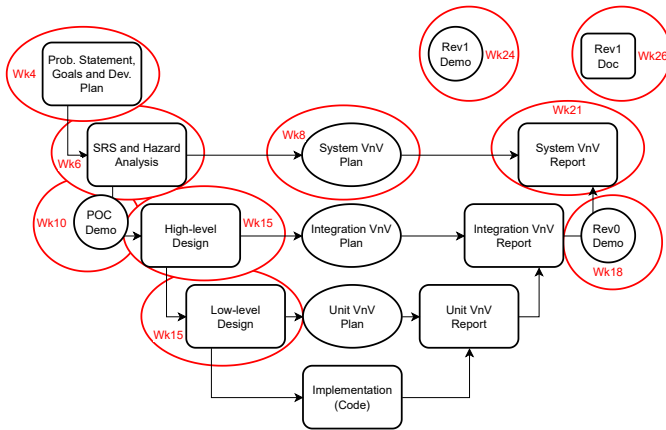 Prob. Statement,
Goals and Dev.
Plan
Wk4
Rev1
Demo
Wk24
Rev1
Doc
Wk26
SRS and Hazard
Analysis
Wk6
Wk8
System VnV
Plan
Wk21
System VnV
Report
Wk10
POC
Demo
High-level
Design
Wk15
Integration VnV
Plan
Integration VnV
Report
Rev0
Demo
Wk18
Wk15
Low-level
Design
Unit VnV
Plan
Unit VnV
Report
Implementation
(Code)